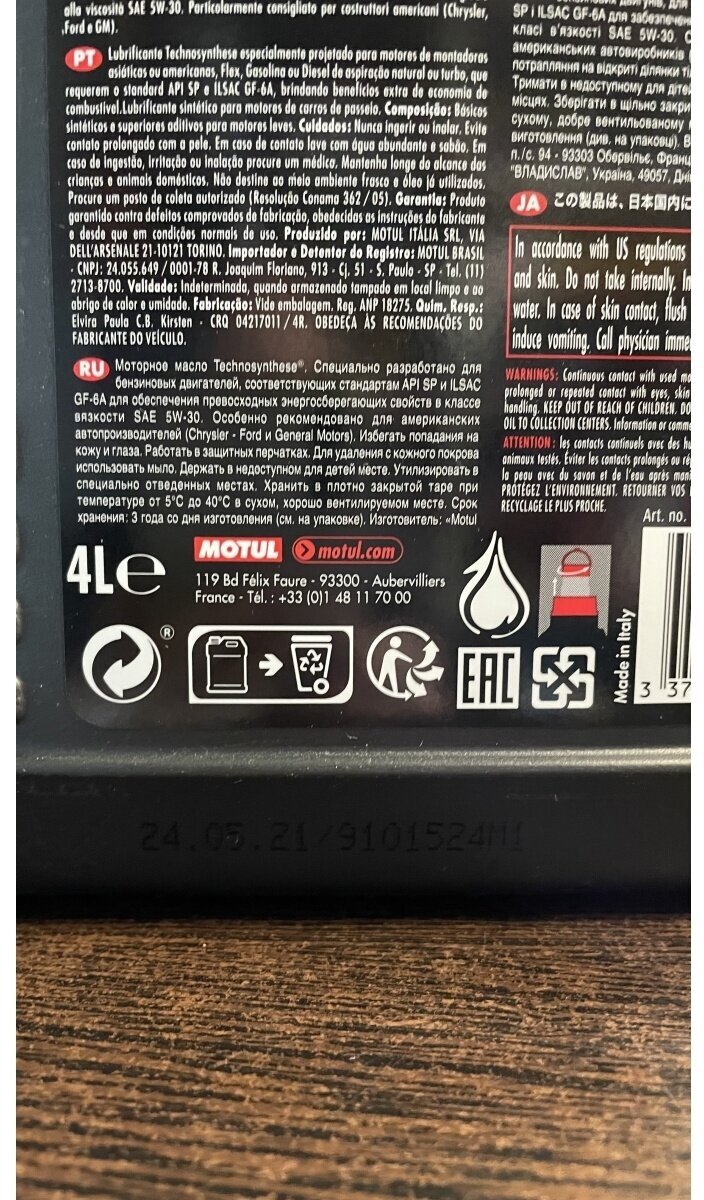 alla viscosità SAE 5W-30. Particolarmente consigliato per costruttori americani (Chrysler,
Ford e GM).
PT Lubrificante Technosynthese especialmente projetado para motores de montadoras
asiáticas ou americanas, Flex, Gasolina ou Diesel de aspiração natural ou turbo, que
requerem o standard API SP e ILSAC GF-6A, brindando benefícios extra de economia de
combustivel.Lubrificante sintético para motores de carros de passeio. Composição: Básicos
sintéticos e superiores aditivos para motores leves. Cuidados: Nunca ingerir ou inalar. Evite
contato prolongado com a pele. Em caso de contato lave com água abundante e sabão. Em
caso de ingestão, irritação ou inalação procure um médico. Mantenha longe do alcance das
crianças e animais domésticos. Não destine ao meio ambiente frasco e óleo já utilizados.
Procure um posto de coleta autorizado (Resolução Conama 362/05). Garantia: Produto
garantido contra defeitos comprovados de fabricação, obedecidas as instruções do fabricante
e desde que em condições normais de uso. Produzido por: MOTUL ITÁLIA SRL, VIA
DELL'ARSENALE 21-10121 TORINO. Importador e Detentor do Registro: MOTUL BRASIL
- CNPJ: 24.055.649/0001-78 R. Joaquim Floriano, 913 - Cj. 51 - S. Paulo - SP - Tel. (11)
2713-8700. Validade: Indeterminada, quando armazenado tampado em local limpo e ao
abrigo de calor e umidade. Fabricação: Vide embalagem. Reg. ANP 18275. Quim. Resp.:
Elvira Paula C.B. Kirsten - CRQ 04217011/4R. OBEDEÇA ÀS RECOMENDAÇÕES DO
FABRICANTE DO VEÍCULO.
RU Моторное масло Technosynthese®. Специально разработано для
бензиновых двигателей, соответствующих стандартам API SP и ILSAC
GF-6A для обеспечения превосходных энергосберегающих свойств в классе
вязкости SAE 5W-30. Особенно рекомендовано для американских
автопроизводителей (Chrysler - Ford и General Motors). Избегать попадания на
кожу и глаза. Работать в защитных перчатках. Для удаления с кожного покрова
использовать мыло. Держать в недоступном для детей месте. Утилизировать в
специально отведенных местах. Хранить в плотно закрытой таре при
температуре от 5°C до 40°C в сухом, хорошо вентилируемом месте. Срок
хранения: 3 года со дня изготовления (см. на упаковке). Изготовитель: «Motul
SP і ILSAC GF-6A для
класі в'язкості SAE 5W-30.
американських автовиробників
потрапляння на відкриті ділянки
Тримати в недоступному для
місцях. Зберігати в щільно
сухому, добре вентильованому
виготовлення (див. на упаковці).
п./с. 94 - 93303 Обервільє,
"ВЛАДИСЛАВ", Україна, 49057,
JA この製品は、日本国内に
In accordance with US regulations
and skin. Do not take internally.
water. In case of skin contact, flush
induce vomiting. Call physician
WARNINGS: Continuous contact with used
prolonged or repeated contact with eyes, skin
handling. KEEP OUT OF REACH OF CHILDREN.
OIL TO COLLECTION CENTERS. Information or
ATTENTION: les contacts continuels avec des
animaux testés. Éviter les contacts prolongés ou
la peau avec du savon et de l'eau après
PROTÉGEZ L'ENVIRONNEMENT. RETOURNER VOS
RECYCLAGE LE PLUS PROCHE.
Art. no.
4L e
MOTUL motul.com
119 Bd Félix Faure - 93300 - Aubervilliers
France - Tél. : +33 (0)1 48 11 70 00
®
EAC
Made in Italy
3 37
24.05.21/9101524M1